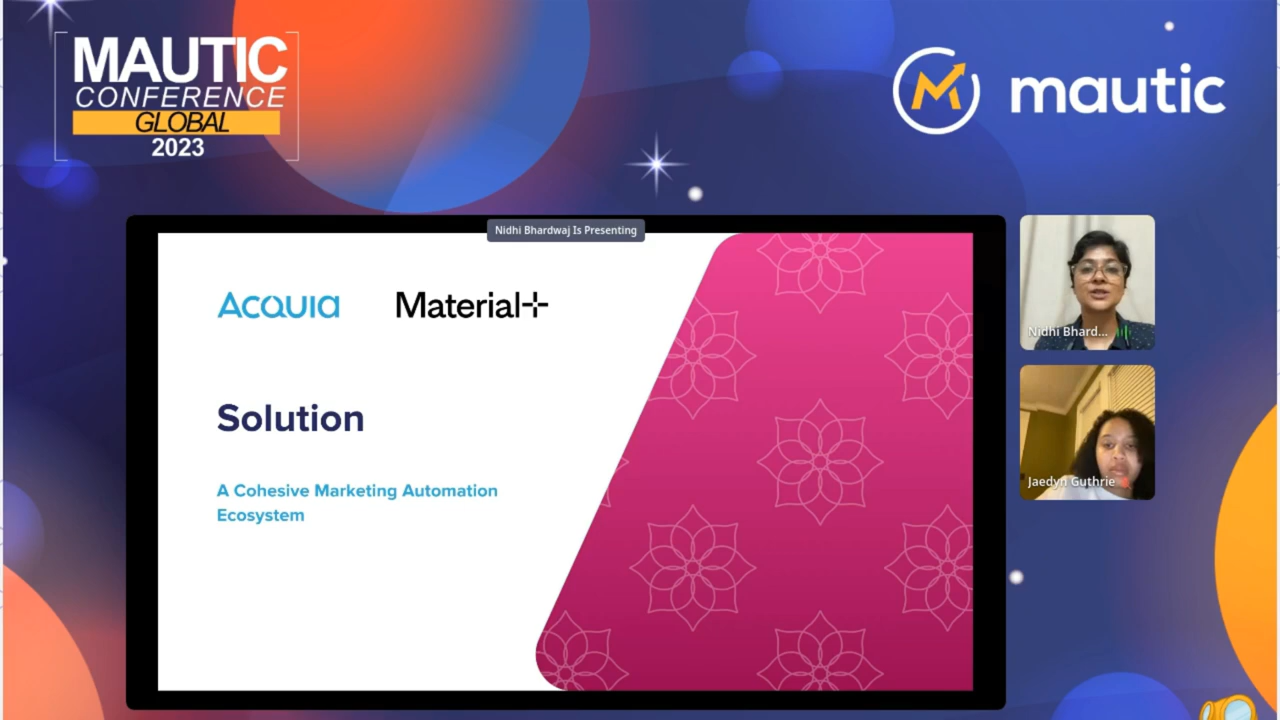 MAUTIC
CONFERENCE
GLOBAL
2023
mautic
Nidhi Bhardwaj Is Presenting
Acquia
Material+
Solution
A Cohesive Marketing Automation
Ecosystem
Nidhi Bhard...
Jaedyn Guthrie